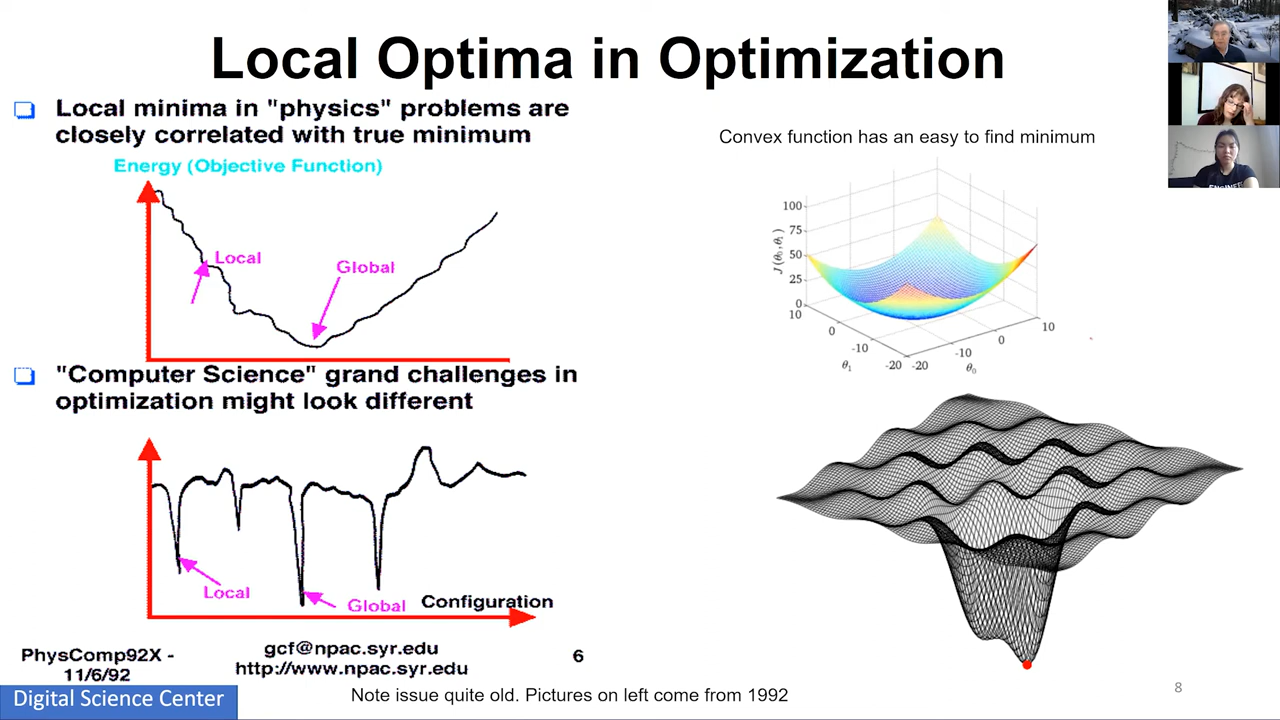 Local Optima in Optimization
Local minima in "physics" problems are
closely correlated with true minimum
Energy (Objective Function)
Local
Global
"Computer Science" grand challenges in
optimization might look different
Local
Global
Configuration
PhysComp92X -
11/6/92
gcf@npac.syr.edu
http://www.npac.syr.edu
6
Digital Science Center
Note issue quite old. Pictures on left come from 1992
Convex function has an easy to find minimum
100
75
50
25
0
J(θ₀,θ₁)
10
0
-10
-20
θ₁
-20
-10
0
10
θ₀
8